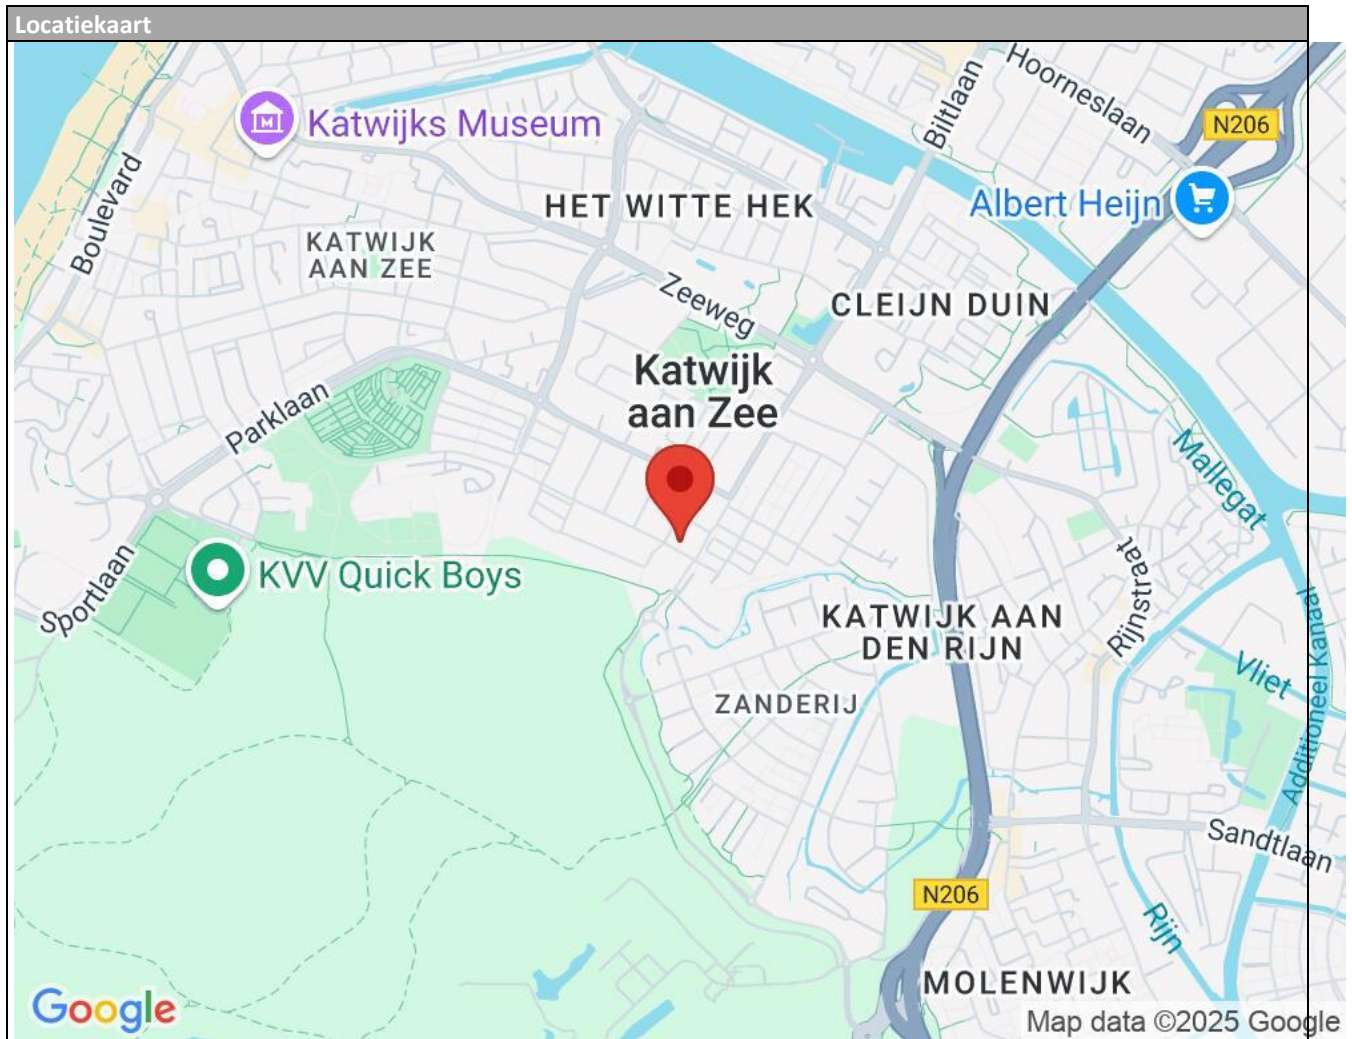 Locatiekaart
Hoorneslaan
Biltlaan
N206
Katwijks Museum
Boulevard
HET WITTE HEK
Albert Heijn
KATWIJK
AAN ZEE
Zeeweg
CLEIJN DUIN
Katwijk
aan Zee
Parklaan
Mallegat
Sportlaan
KVV Quick Boys
Rijnstraat
KATWIJK AAN
DEN RIJN
Vliet
Additioneel Kanaal
ZANDERIJ
Sandtlaan
N206
Rijn
MOLENWIJK
Google
Map data ©2025 Google